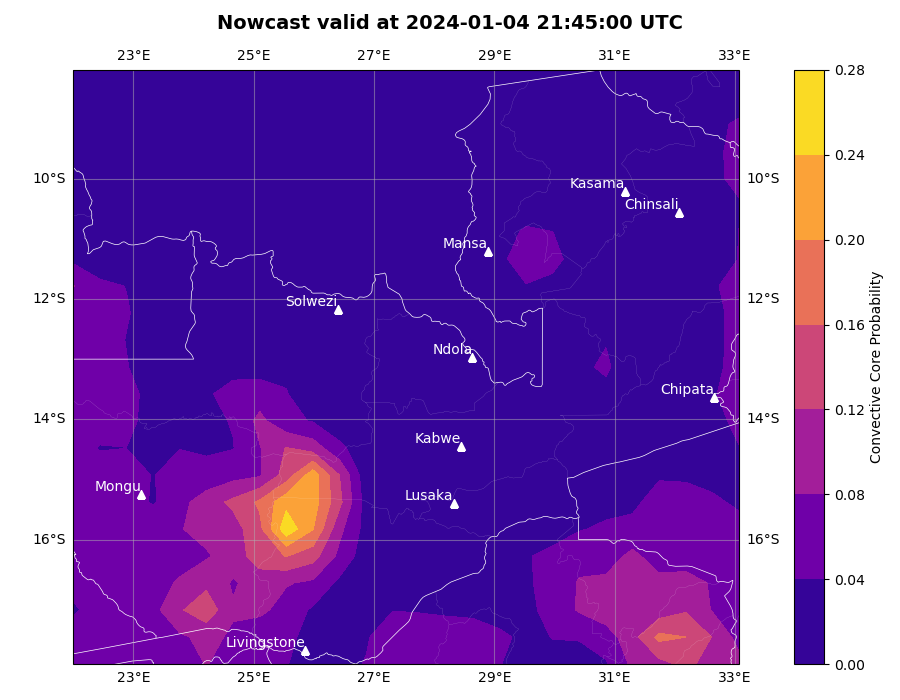 Nowcast valid at 2024-01-04 21:45:00 UTC
23°E 25°E 27°E 29°E 31°E 33°E
0.28
0.24
0.20
0.16
0.12
0.08
0.04
0.00
Convective Core Probability
10°S 10°S
12°S 12°S
14°S 14°S
16°S 16°S
Kasama
Chinsali
Mansa
Solwezi
Ndola
Chipata
Kabwe
Mongu
Lusaka
Livingstone
23°E 25°E 27°E 29°E 31°E 33°E